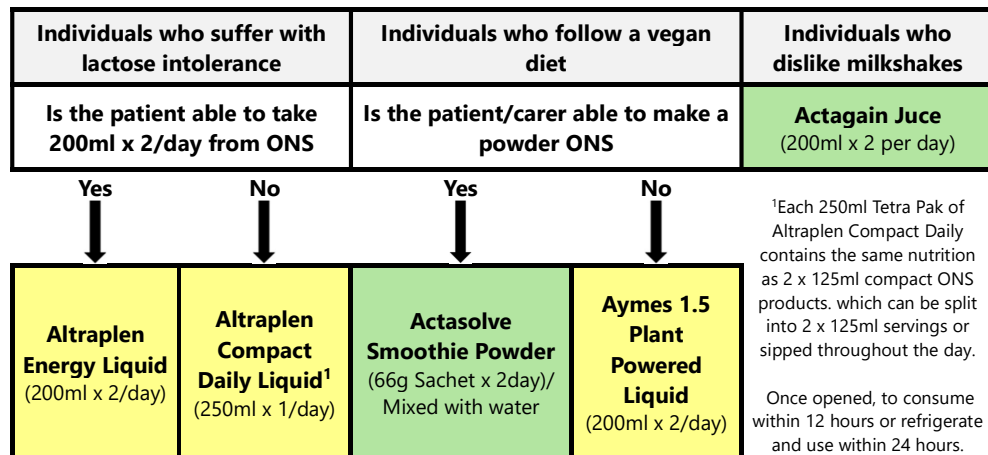 Individuals who suffer with
lactose intolerance
Individuals who follow a vegan
diet
Individuals who
dislike milkshakes
Is the patient able to take
200ml x 2/day from ONS
Is the patient/carer able to make a
powder ONS
Actagain Juce
(200ml x 2 per day)
Yes
No
Yes
No
Altraplen
Energy Liquid
(200ml x 2/day)
Altraplen
Compact
Daily Liquid¹
(250ml x 1/day)
Actasolve
Smoothie Powder
(66g Sachet x 2day)/
Mixed with water
Aymes 1.5
Plant
Powered
Liquid
(200ml x 2/day)
¹Each 250ml Tetra Pak of
Altraplen Compact Daily
contains the same nutrition
as 2 x 125ml compact ONS
products. which can be split
into 2 x 125ml servings or
sipped throughout the day.
Once opened, to consume
within 12 hours or refrigerate
and use within 24 hours.